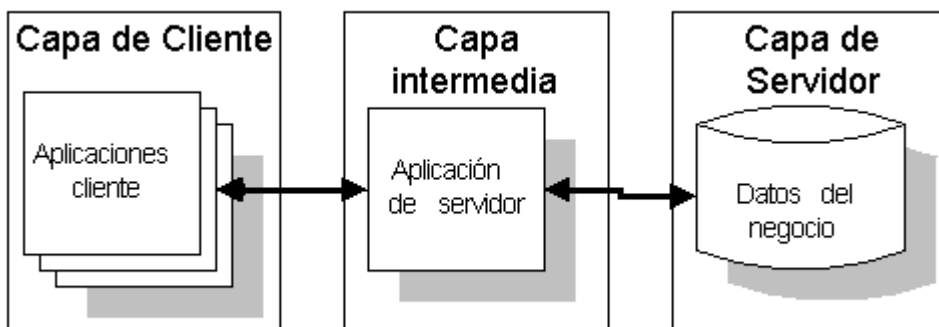 Capa de Cliente
Aplicaciones
cliente
Capa
intermedia
Aplicación
de servidor
Capa de
Servidor
Datos del
negocio